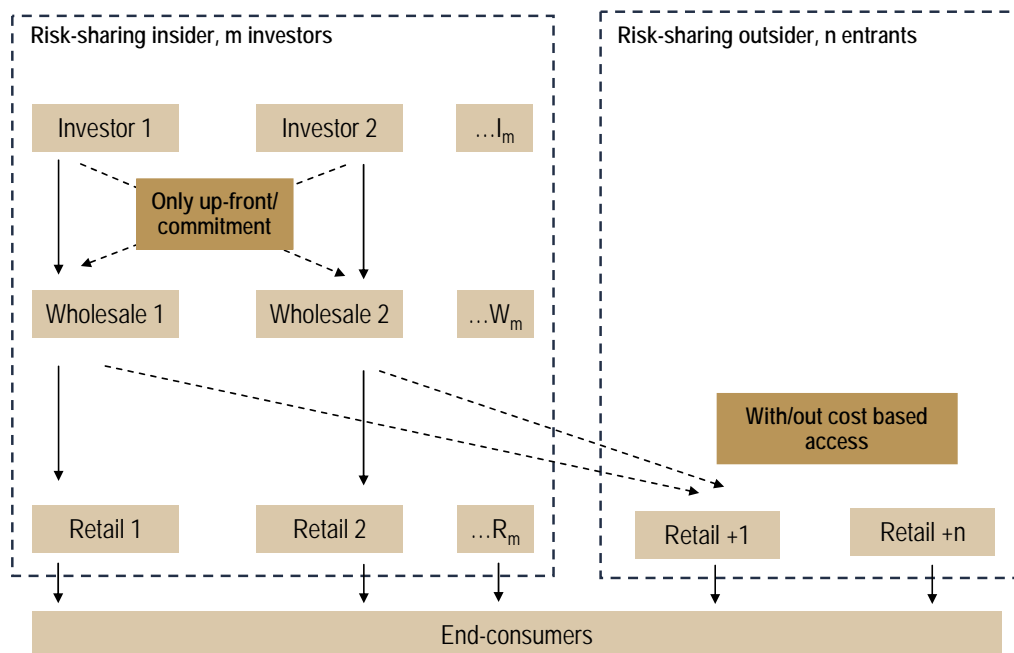 Risk-sharing insider, m investors
Risk-sharing outsider, n entrants
Investor 1
Investor 2
…Iₘ
Only up-front/
commitment
Wholesale 1
Wholesale 2
…Wₘ
With/out cost based
access
Retail 1
Retail 2
…Rₘ
Retail +1
Retail +n
End-consumers